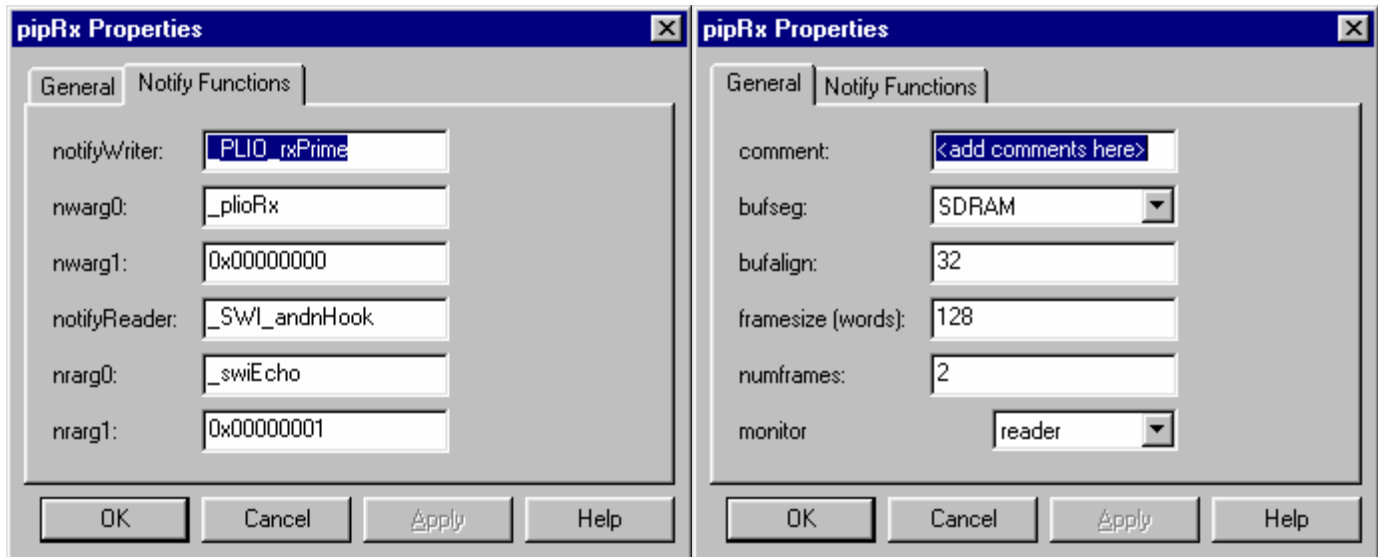 pipRx Properties
General Notify Functions
notifyWriter: _PLIO_rxPrime
nwarg0: _plioRx
nwarg1: 0x00000000
notifyReader: _SWI_andnHook
nrarg0: _swiEcho
nrarg1: 0x00000001
OK Cancel Apply Help
pipRx Properties
General Notify Functions
comment: <add comments here>
bufseg: SDRAM
bufalign: 32
framesize (words): 128
numframes: 2
monitor reader
OK Cancel Apply Help